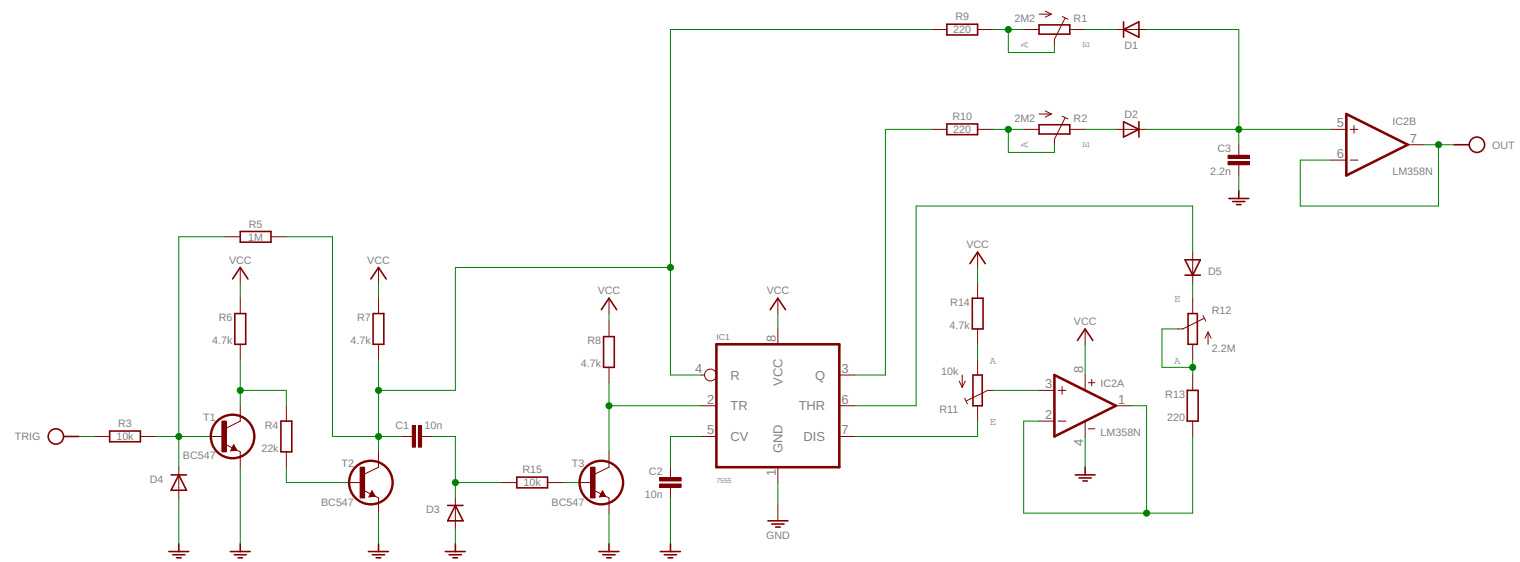 R9
220
2M2
R1
A
E
D1
R10
220
2M2
R2
A
E
D2
C3
2.2n
5
+
6
−
7
IC2B
LM358N
OUT
R5
1M
VCC
R6
4.7k
VCC
R7
4.7k
VCC
R8
4.7k
TRIG
R3
10k
T1
BC547
R4
22k
D4
T2
BC547
C1
10n
D3
R15
10k
T3
BC547
C2
10n
VCC
IC1
8
VCC
4
R
Q
3
2
TR
THR
6
5
CV
DIS
7
GND
1
7555
GND
VCC
R14
4.7k
A
10k
R11
E
VCC
8
3
+
+
IC2A
1
2
−
−
LM358N
4
D5
E
R12
2.2M
A
R13
220